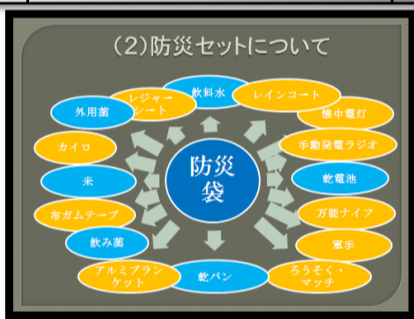 (2)防災セットについて
飲料水
レインコート
懐中電灯
手動発電ラジオ
乾電池
万能ナイフ
軍手
ろうそく・
マッチ
乾パン
アルミブラン
ケット
飲み薬
布ガムテープ
米
カイロ
外用薬
レジャー
シート
防災
袋